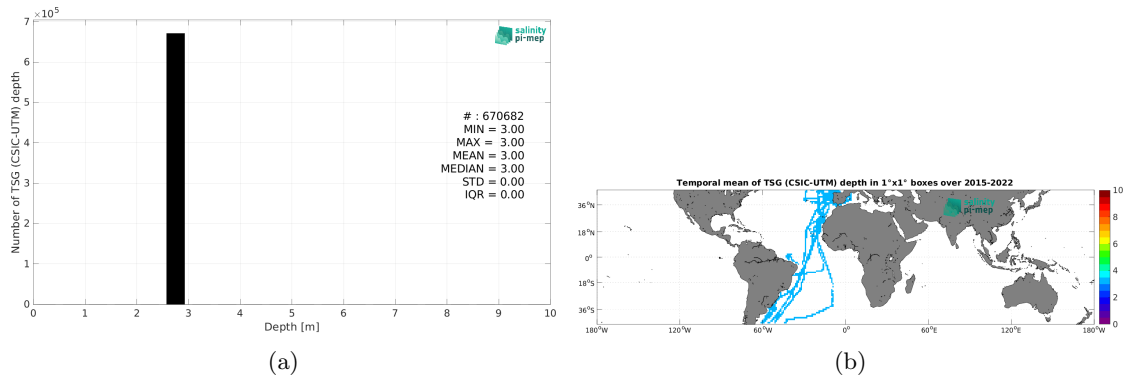 ×10⁵
7
6
5
4
3
2
1
0
Number of TSG (CSIC-UTM) depth
salinity
pi-mep
# : 670682
MIN = 3.00
MAX = 3.00
MEAN = 3.00
MEDIAN = 3.00
STD = 0.00
IQR = 0.00
0 1 2 3 4 5 6 7 8 9 10
Depth [m]
(a)
Temporal mean of TSG (CSIC-UTM) depth in 1°x1° boxes over 2015-2022
salinity
pi-mep
36°N
18°N
0°
18°S
36°S
180°W 120°W 60°W 0° 60°E 120°E 180°W
10
8
6
4
2
0
(b)